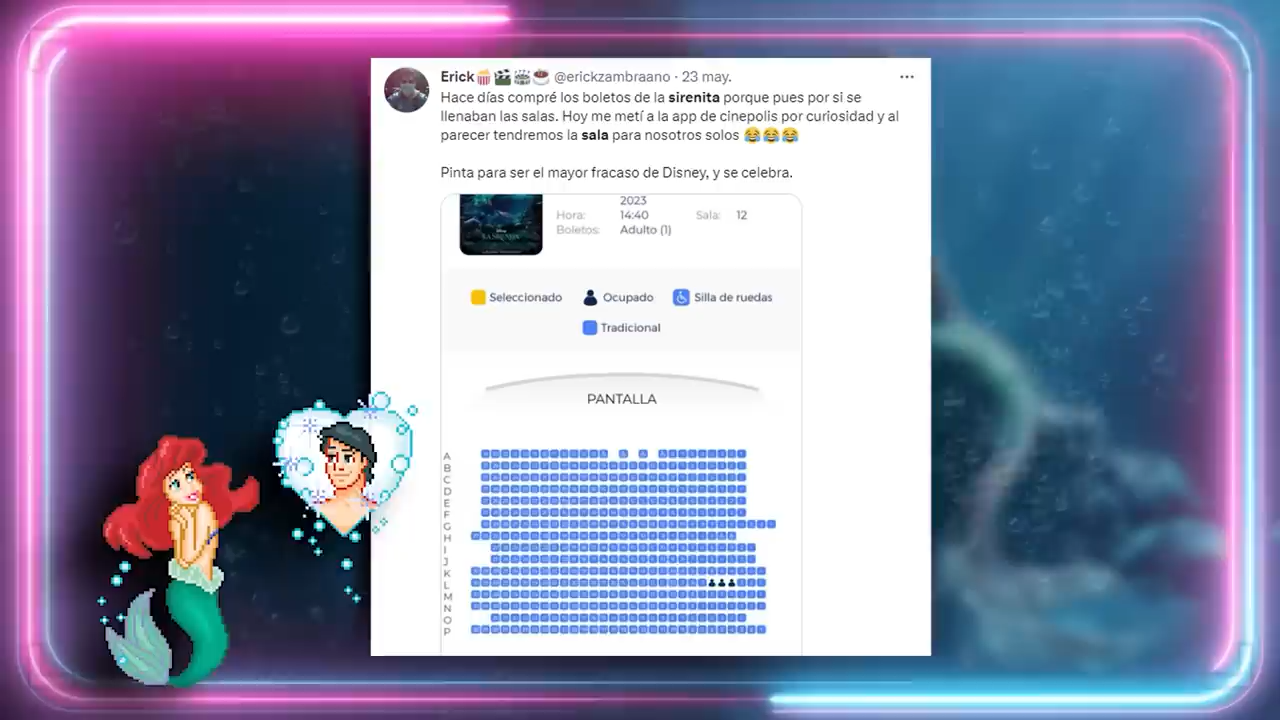 Erick @erickzambraano · 23 may.
Hace días compré los boletos de la sirenita porque pues por si se
llenaban las salas. Hoy me metí a la app de cinepolis por curiosidad y al
parecer tendremos la sala para nosotros solos 😂😂😂
Pinta para ser el mayor fracaso de Disney, y se celebra.
2023
Hora: 14:40 Sala: 12
Boletos: Adulto (1)
Seleccionado Ocupado Silla de ruedas
Tradicional
PANTALLA
A
B
C
D
E
F
G
H
I
J
K
L
M
N
O
P